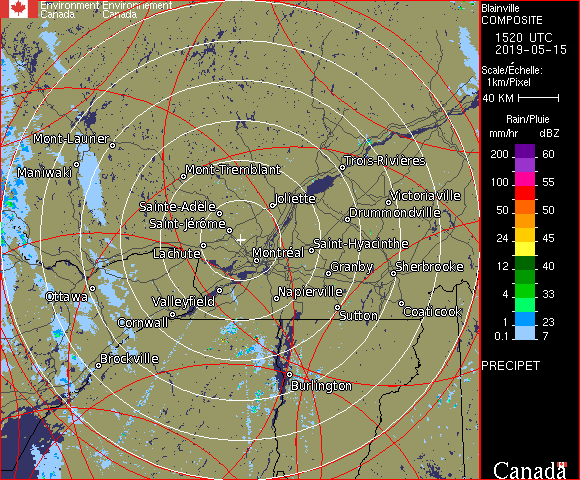 Environment Environnement
Canada Canada
Blainville
COMPOSITE
1520 UTC
2019-05-15
Scale/Échelle:
1km/Pixel
40 KM
Rain/Pluie
mm/hr dBZ
200 60
100 55
50 50
24 45
12 40
4 33
1 23
0.1 7
PRECIPET
Canada
Mont-Laurier
Maniwaki
Mont-Tremblant
Trois-Rivières
Sainte-Adèle
Joliette
Victoriaville
Drummondville
Saint-Jérôme
Lachute
Montréal
Saint-Hyacinthe
Granby
Sherbrooke
Ottawa
Valleyfield
Napierville
Cornwall
Sutton
Coaticook
Brockville
Burlington